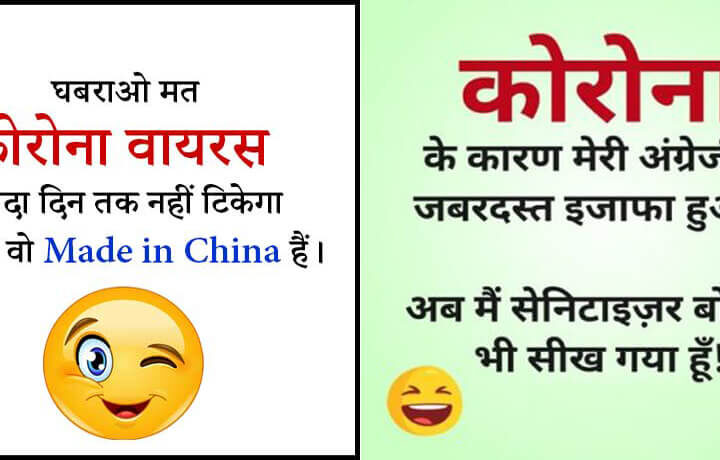 घबराओ मत
कोरोना वायरस
दिन तक नहीं टिकेगा
वो Made in China हैं।
कोरोना
के कारण मेरी अंग्रेजी
जबरदस्त इजाफा
अब मैं सेनिटाइज़र
भी सीख गया हूँ!